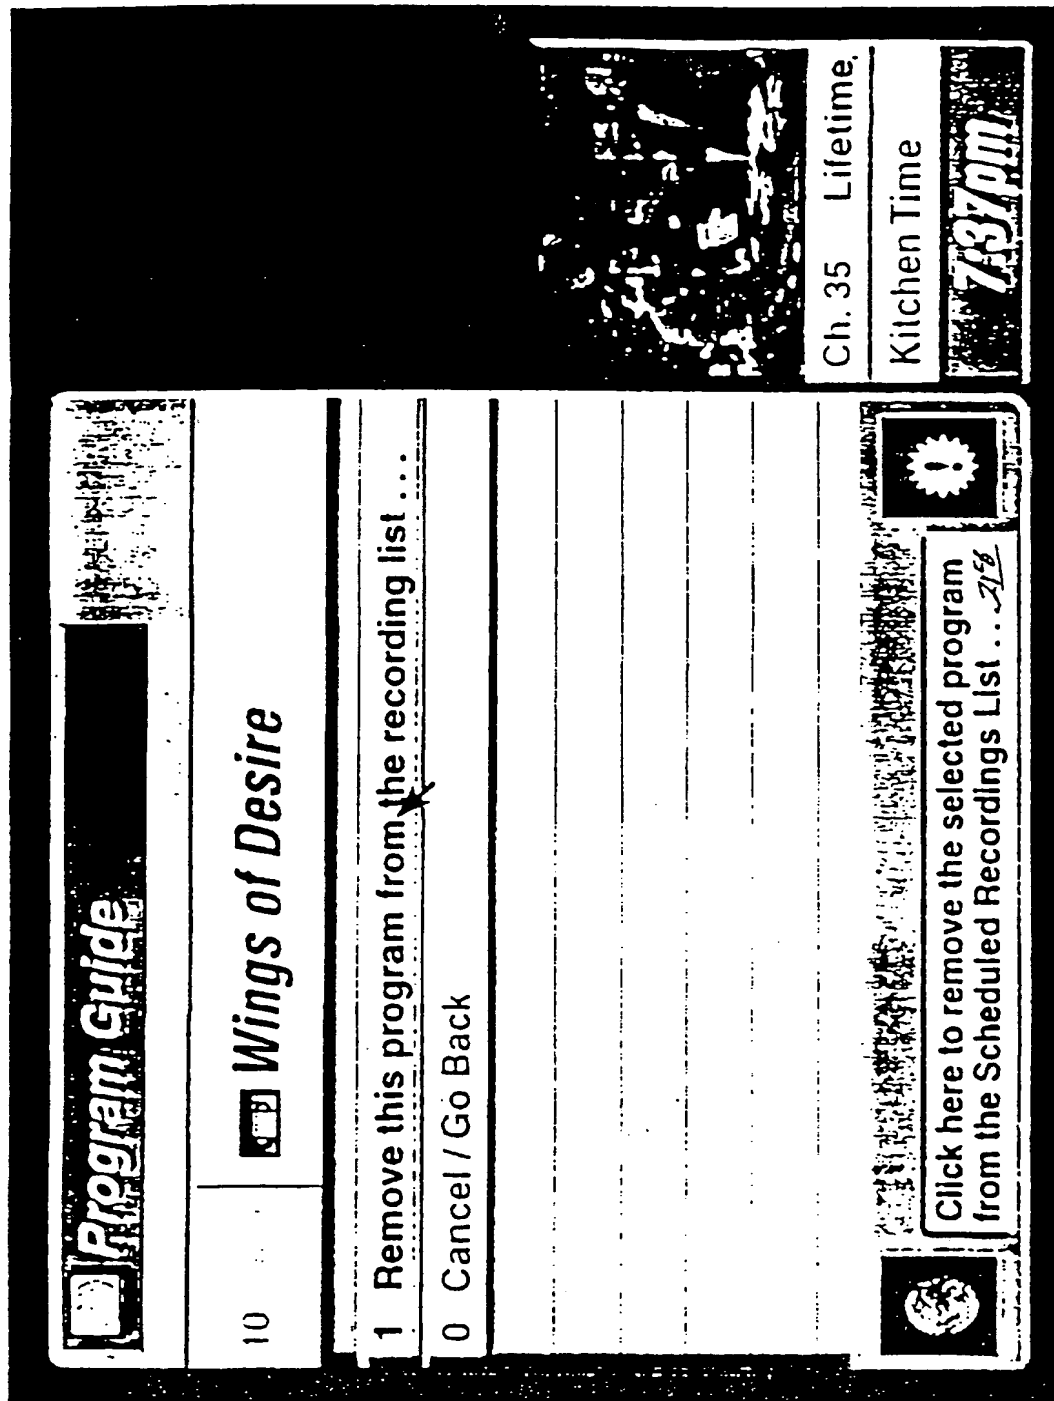 Program Guide
10 Wings of Desire
1 Remove this program from the recording list . . .
0 Cancel / Go Back
Click here to remove the selected program
from the Scheduled Recordings List . . .
Ch. 35 Lifetime,
Kitchen Time
7:37pm